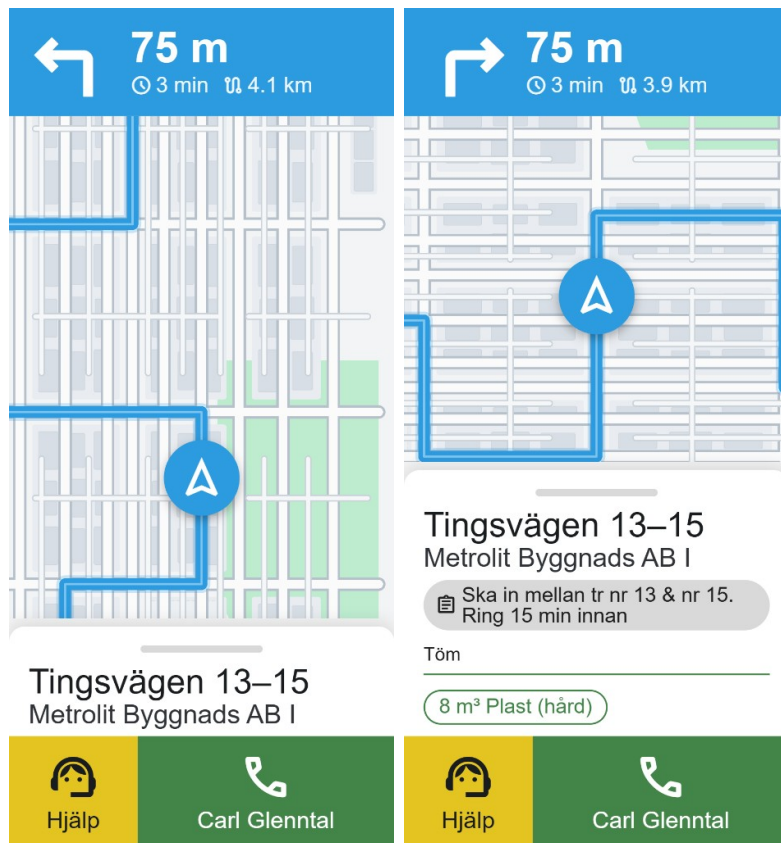 75 m
3 min 4.1 km
Tingsvägen 13–15
Metrolit Byggnads AB I
Hjälp
Carl Glenntal
75 m
3 min 3.9 km
Tingsvägen 13–15
Metrolit Byggnads AB I
Ska in mellan tr nr 13 & nr 15.
Ring 15 min innan
Töm
8 m³ Plast (hård)
Hjälp
Carl Glenntal